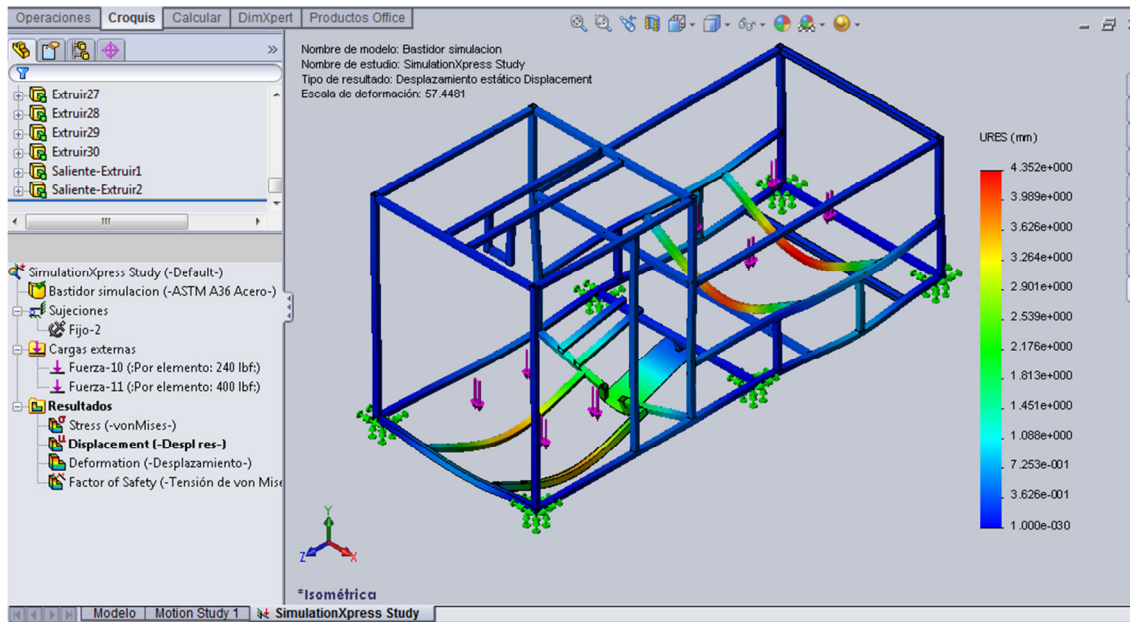 Operaciones Croquis Calcular DimXpert Productos Office
Nombre de modelo: Bastidor simulacion
Nombre de estudio: SimulationXpress Study
Tipo de resultado: Desplazamiento estático Displacement
Escala de deformación: 57.4481
Extruir27
Extruir28
Extruir29
Extruir30
Saliente-Extruir1
Saliente-Extruir2
SimulationXpress Study (-Default-)
Bastidor simulacion (-ASTM A36 Acero-)
Sujeciones
Fijo-2
Cargas externas
Fuerza-10 (:Por elemento: 240 lbf:)
Fuerza-11 (:Por elemento: 400 lbf:)
Resultados
Stress (-vonMises-)
Displacement (-Despl res-)
Deformation (-Desplazamiento-)
Factor of Safety (-Tensión de von Mise
URES (mm)
4.352e+000
3.989e+000
3.626e+000
3.264e+000
2.901e+000
2.539e+000
2.176e+000
1.813e+000
1.451e+000
1.088e+000
7.253e-001
3.626e-001
1.000e-030
Y
Z X
*Isométrica
Modelo Motion Study 1 SimulationXpress Study